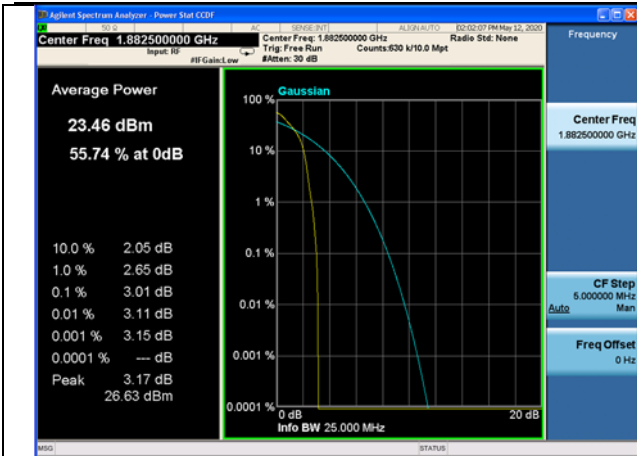 Agilent Spectrum Analyzer - Power Stat CCDF
50 Ω AC SENSE:INT ALIGN AUTO 02:02:07 PM May 12, 2020
Center Freq 1.882500000 GHz
Input: RF
#IFGain:Low
Center Freq: 1.882500000 GHz
Trig: Free Run Counts:630 k/10.0 Mpt
#Atten: 30 dB
Radio Std: None
Frequency
Average Power
23.46 dBm
55.74 % at 0dB
10.0 % 2.05 dB
1.0 % 2.65 dB
0.1 % 3.01 dB
0.01 % 3.11 dB
0.001 % 3.15 dB
0.0001 % --- dB
Peak 3.17 dB
26.63 dBm
Gaussian
100 %
10 %
1 %
0.1 %
0.01 %
0.001 %
0.0001 %
0 dB 20 dB
Info BW 25.000 MHz
Center Freq
1.882500000 GHz
CF Step
5.000000 MHz
Auto Man
Freq Offset
0 Hz
MSG STATUS